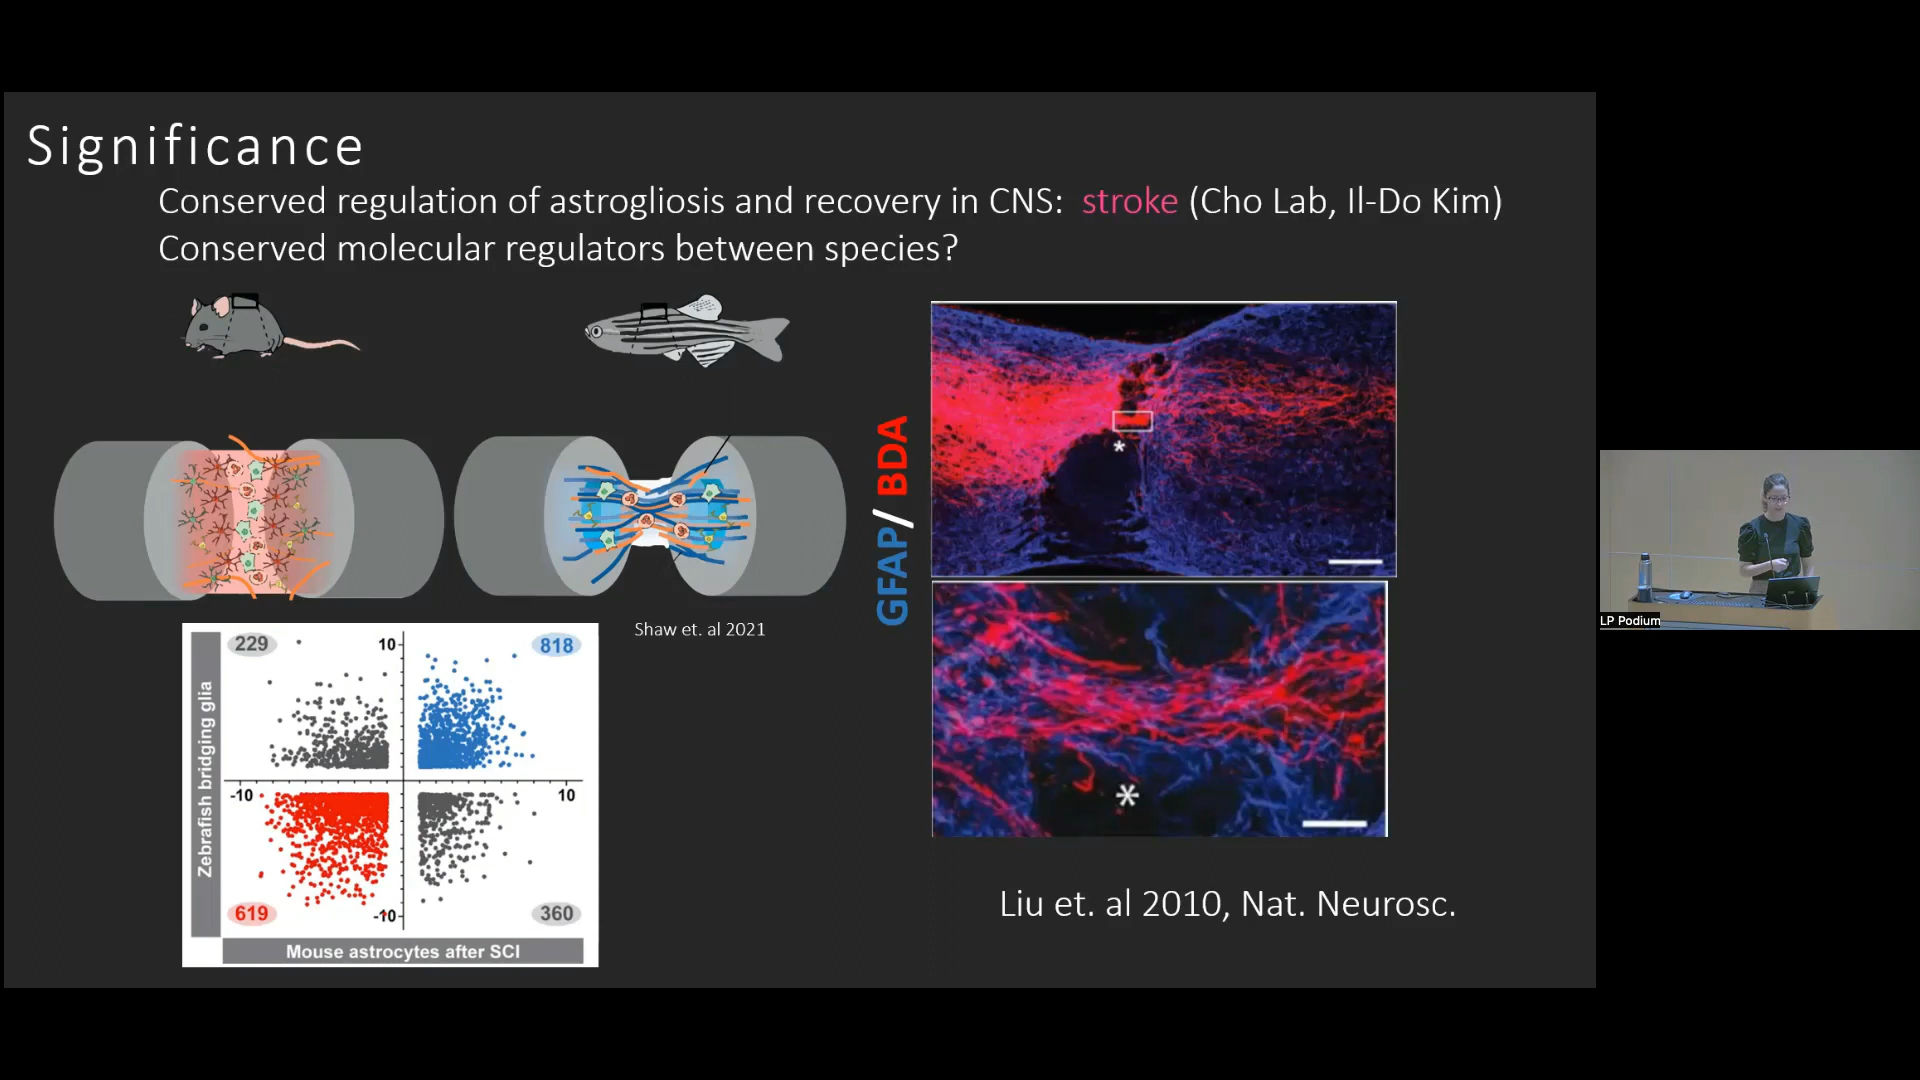 Significance
Conserved regulation of astrogliosis and recovery in CNS: stroke (Cho Lab, Il-Do Kim)
Conserved molecular regulators between species?
GFAP/ BDA
*
*
Shaw et. al 2021
229
10
818
Zebrafish bridging glia
-10
10
619
-10
360
Mouse astrocytes after SCI
Liu et. al 2010, Nat. Neurosc.
LP Podium